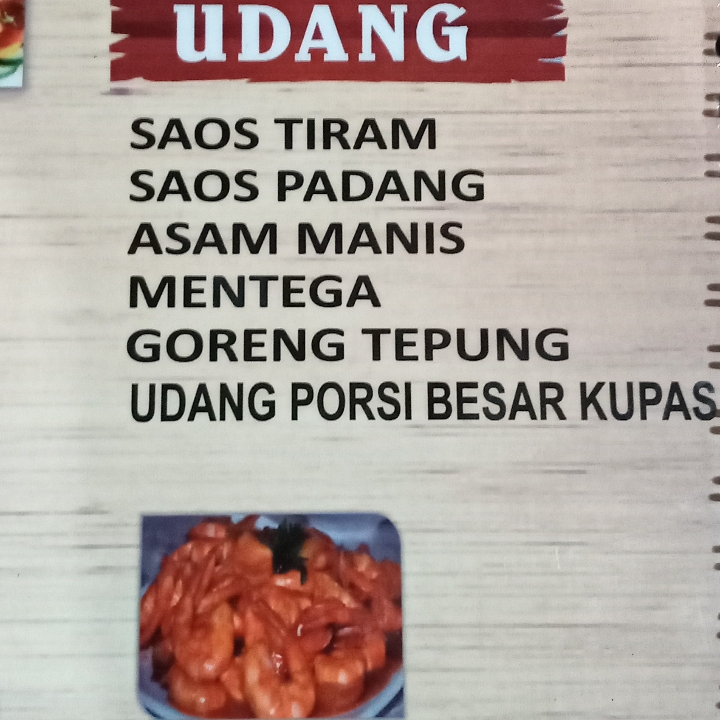 UDANG
SAOS TIRAM
SAOS PADANG
ASAM MANIS
MENTEGA
GORENG TEPUNG
UDANG PORSI BESAR KUPAS